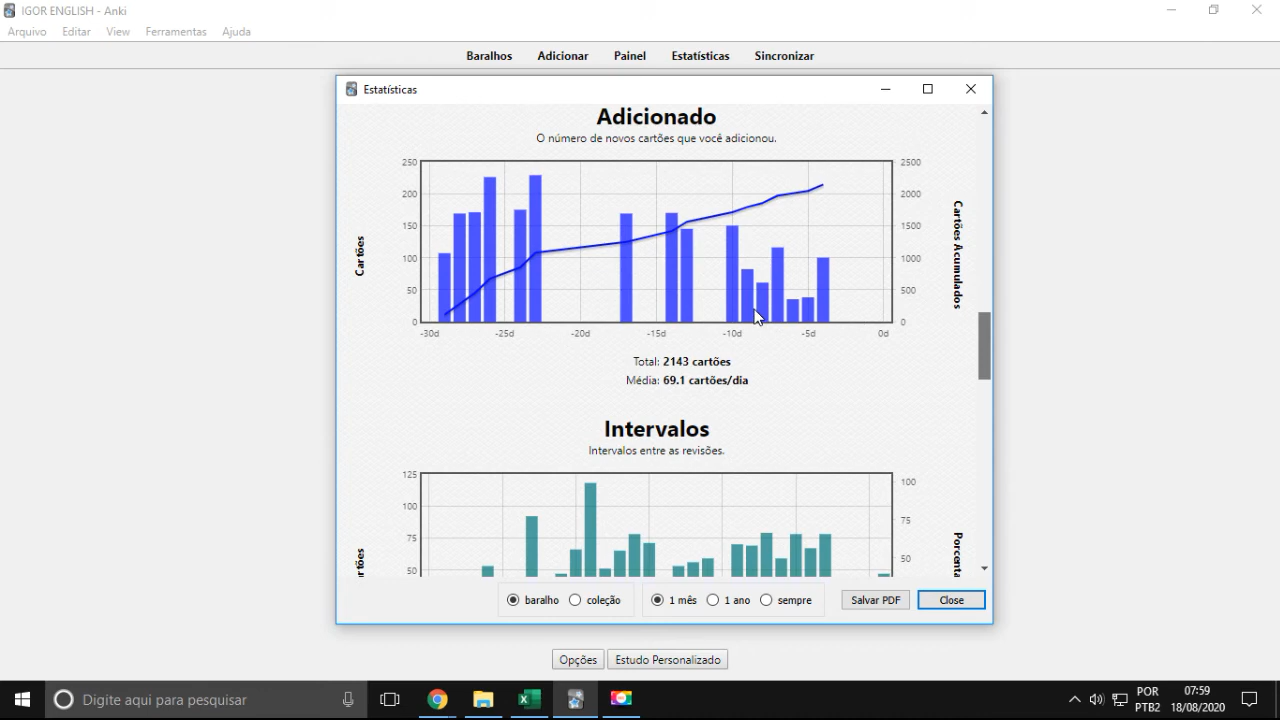 IGOR ENGLISH - Anki
Arquivo Editar View Ferramentas Ajuda
Baralhos Adicionar Painel Estatísticas Sincronizar
Estatísticas
Adicionado
O número de novos cartões que você adicionou.
250 2500
200 2000
150 1500
100 1000
50 500
0 0
Cartões
Cartões Acumulados
-30d -25d -20d -15d -10d -5d 0d
Total: 2143 cartões
Média: 69.1 cartões/dia
Intervalos
Intervalos entre as revisões.
125 100
100
75 75
50 50
rtões
Porcenta
baralho coleção 1 mês 1 ano sempre Salvar PDF Close
Opções Estudo Personalizado
Digite aqui para pesquisar
POR 07:59
PTB2 18/08/2020